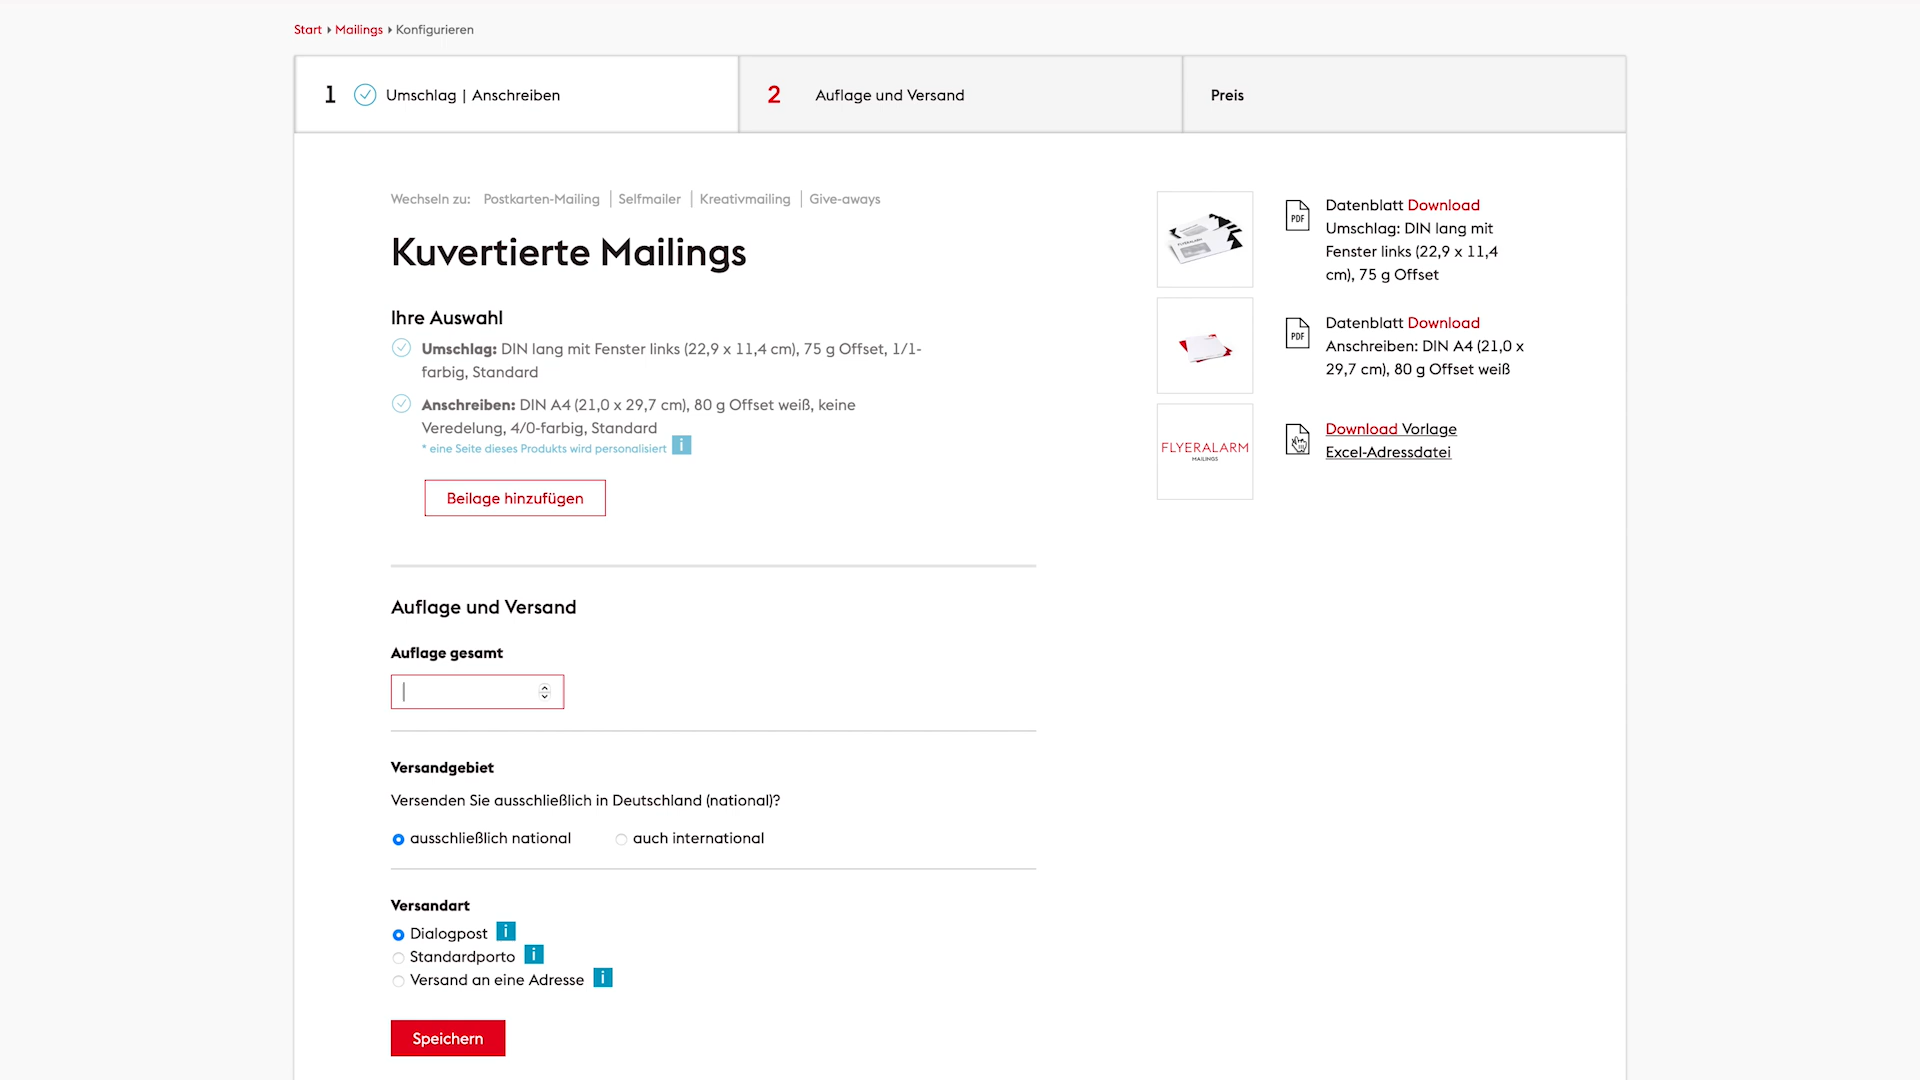 Start Mailings Konfigurieren
1 Umschlag | Anschreiben
2 Auflage und Versand
Preis
Wechseln zu: Postkarten-Mailing Selfmailer Kreativmailing Give-aways
Kuvertierte Mailings
Ihre Auswahl
Umschlag: DIN lang mit Fenster links (22,9 x 11,4 cm), 75 g Offset, 1/1-
farbig, Standard
Anschreiben: DIN A4 (21,0 x 29,7 cm), 80 g Offset weiß, keine
Veredelung, 4/0-farbig, Standard
* eine Seite dieses Produkts wird personalisiert i
Beilage hinzufügen
Auflage und Versand
Auflage gesamt
Versandgebiet
Versenden Sie ausschließlich in Deutschland (national)?
ausschließlich national auch international
Versandart
Dialogpost i
Standardporto i
Versand an eine Adresse i
Speichern
FLYERALARM
PDF
Datenblatt Download
Umschlag: DIN lang mit
Fenster links (22,9 x 11,4
cm), 75 g Offset
PDF
Datenblatt Download
Anschreiben: DIN A4 (21,0 x
29,7 cm), 80 g Offset weiß
FLYERALARM
MAILINGS
Download Vorlage
Excel-Adressdatei